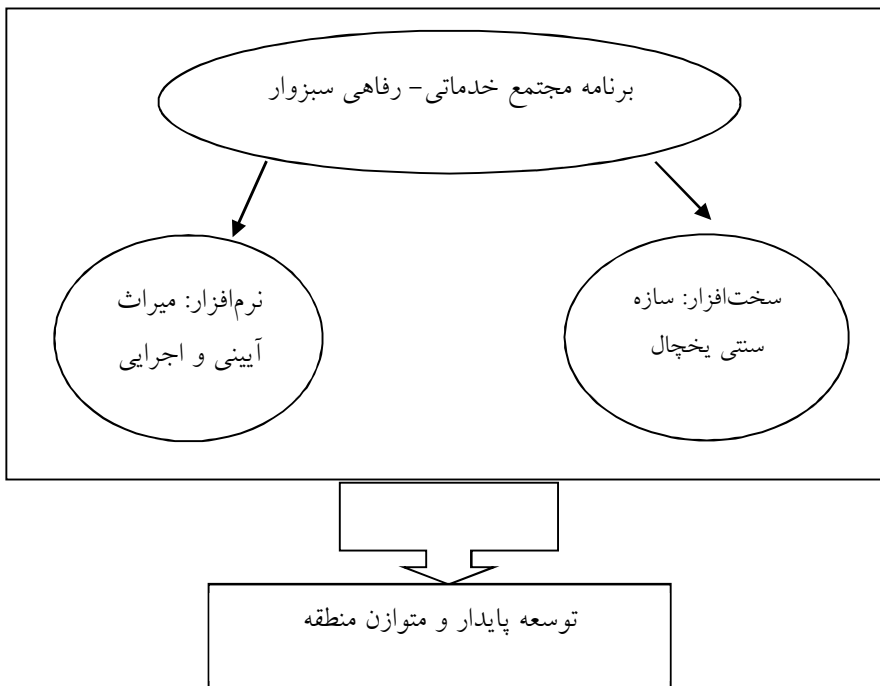 برنامه مجتمع خدماتی- رفاهی سبزوار
سخت‌افزار: سازه
سنتی یخچال
نرم‌افزار: میراث
آیینی و اجرایی
توسعه پایدار و متوازن منطقه